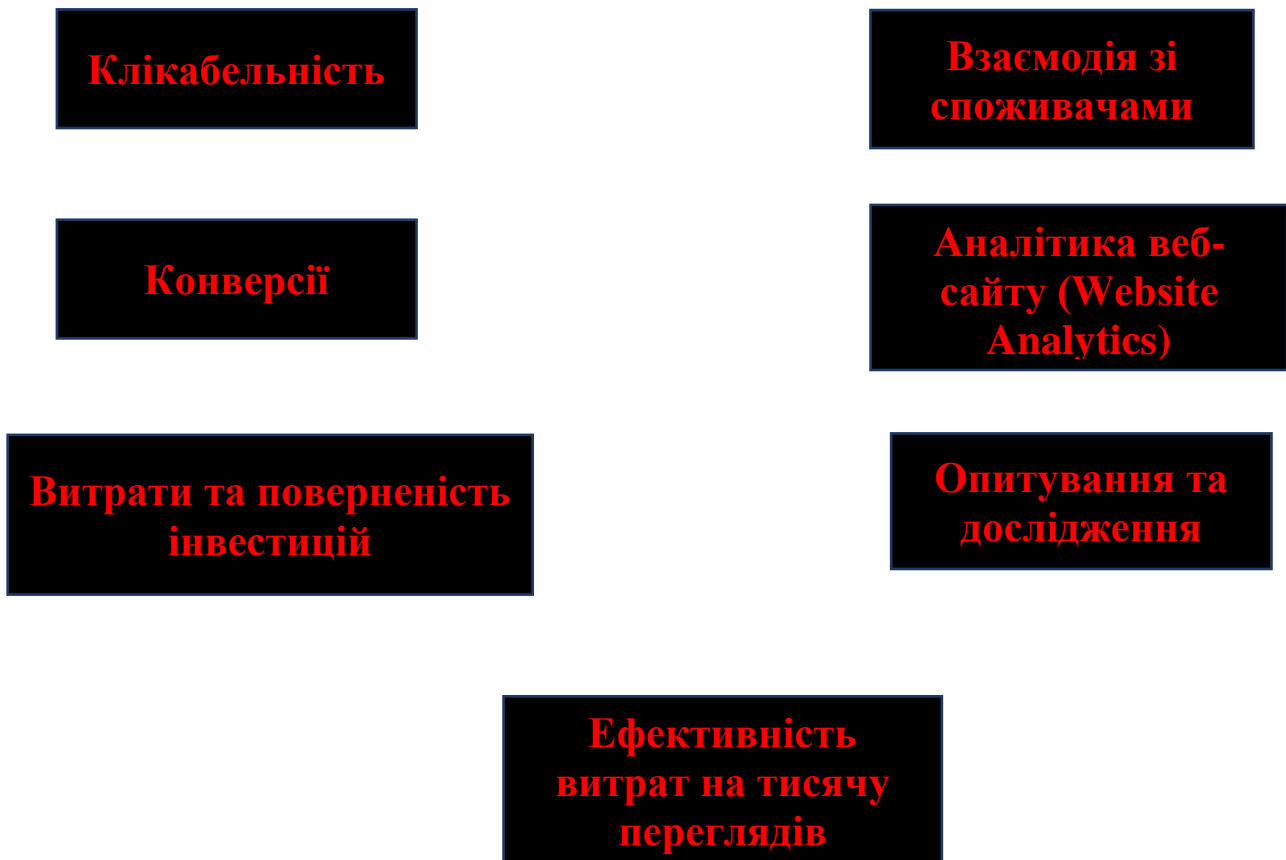 Клікабельність
Взаємодія зі
споживачами
Конверсії
Аналітика веб-
сайту (Website
Analytics)
Витрати та поверненість
інвестицій
Опитування та
дослідження
Ефективність
витрат на тисячу
переглядів